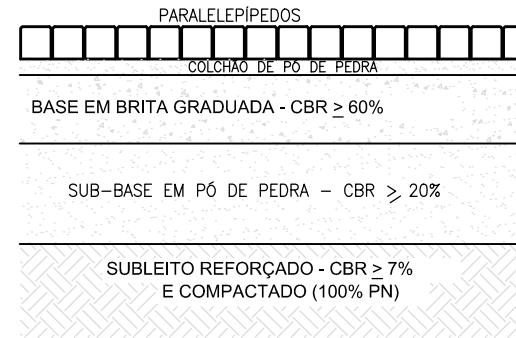 PARALELEPÍPEDOS
COLCHÃO DE PÓ DE PEDRA
BASE EM BRITA GRADUADA - CBR ≥ 60%
SUB-BASE EM PÓ DE PEDRA - CBR ≥ 20%
SUBLEITO REFORÇADO - CBR ≥ 7%
E COMPACTADO (100% PN)